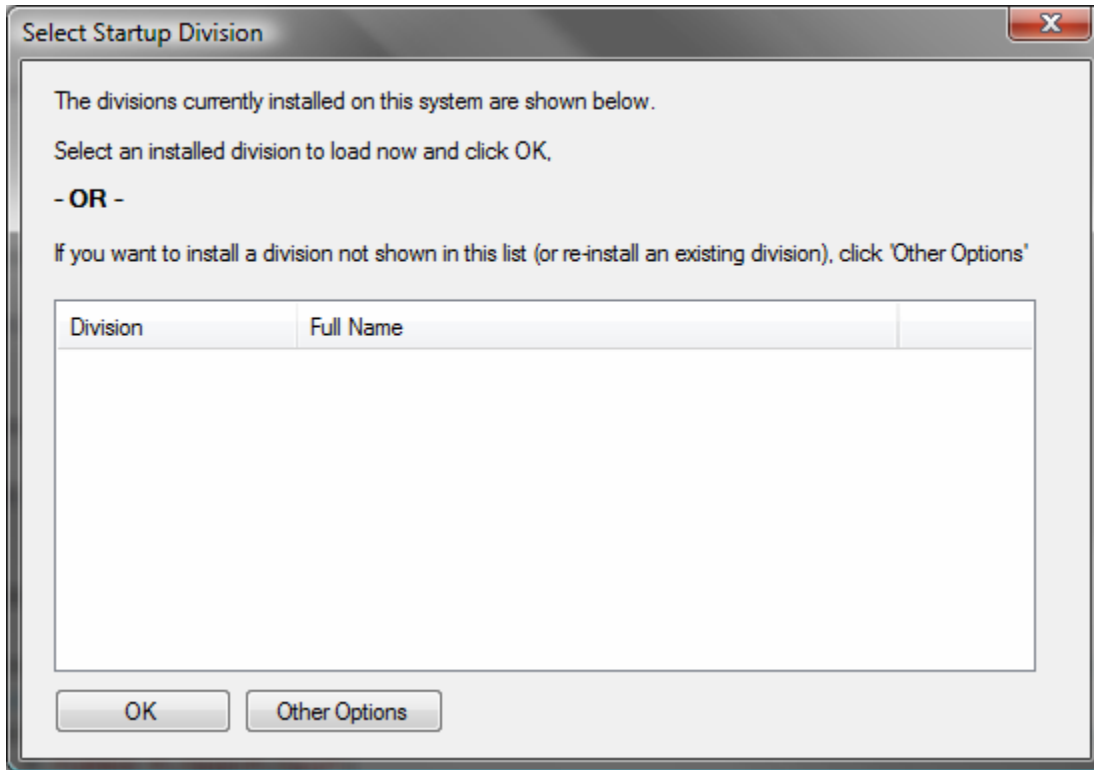 Select Startup Division
The divisions currently installed on this system are shown below.
Select an installed division to load now and click OK,
- OR -
If you want to install a division not shown in this list (or re-install an existing division), click 'Other Options'
Division Full Name
OK Other Options